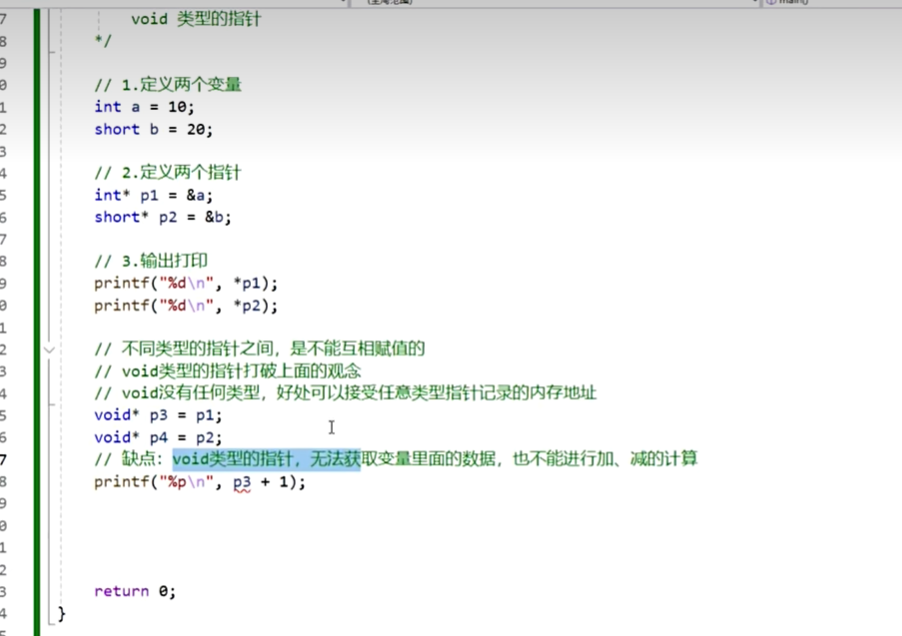 (全局范围)
main()
7 void 类型的指针
8 */
9
0 // 1.定义两个变量
1 int a = 10;
2 short b = 20;
3
4 // 2.定义两个指针
5 int* p1 = &a;
6 short* p2 = &b;
7
8 // 3.输出打印
9 printf("%d\n", *p1);
0 printf("%d\n", *p2);
1
2 // 不同类型的指针之间，是不能互相赋值的
3 // void类型的指针打破上面的观念
4 // void没有任何类型，好处可以接受任意类型指针记录的内存地址
5 void* p3 = p1;
6 void* p4 = p2;
7 // 缺点：void类型的指针，无法获取变量里面的数据，也不能进行加、减的计算
8 printf("%p\n", p3 + 1);
9
0
1
2
3 return 0;
4 }